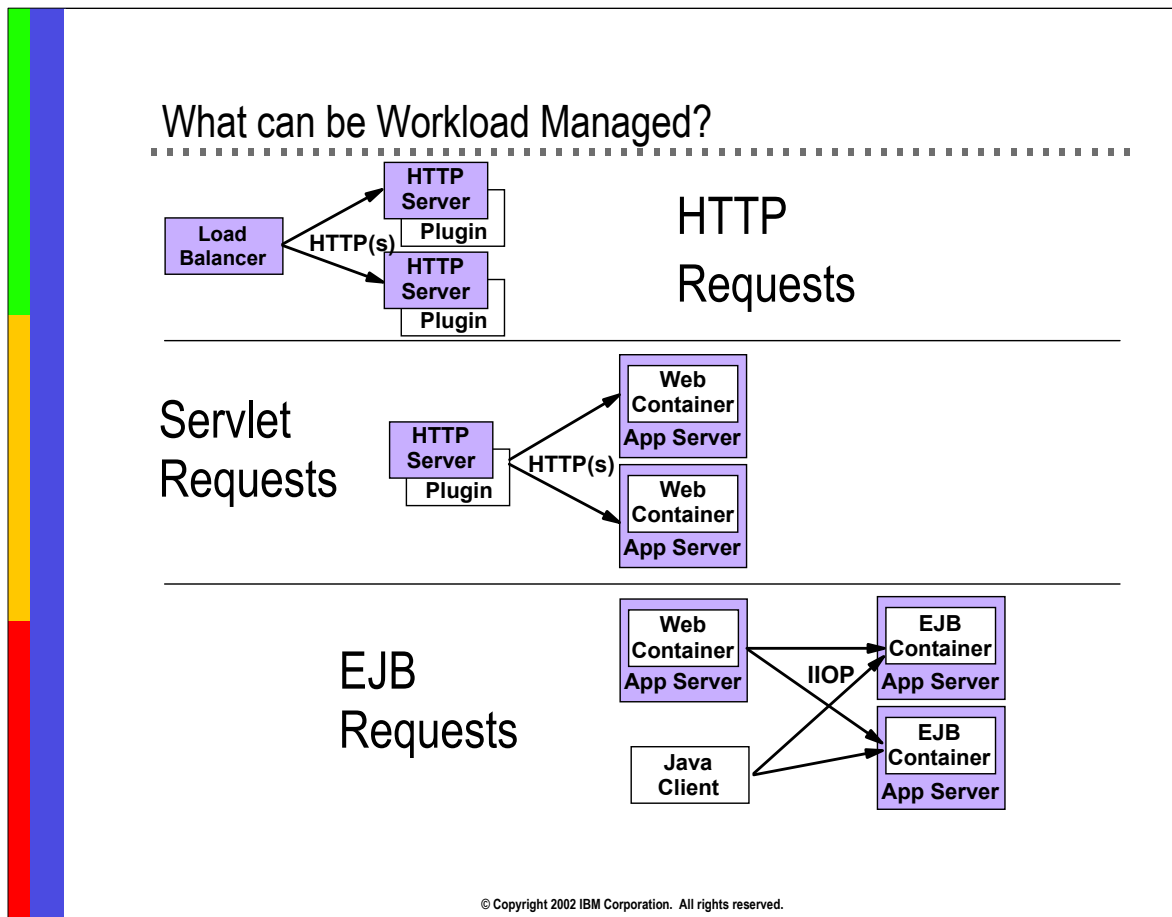 What can be Workload Managed?
HTTP
Server
Plugin
Load
Balancer
HTTP(s)
HTTP
Server
Plugin
HTTP
Requests
Servlet
Requests
HTTP
Server
Plugin
HTTP(s)
Web
Container
App Server
Web
Container
App Server
EJB
Requests
Web
Container
App Server
Java
Client
IIOP
EJB
Container
App Server
EJB
Container
App Server
© Copyright 2002 IBM Corporation. All rights reserved.